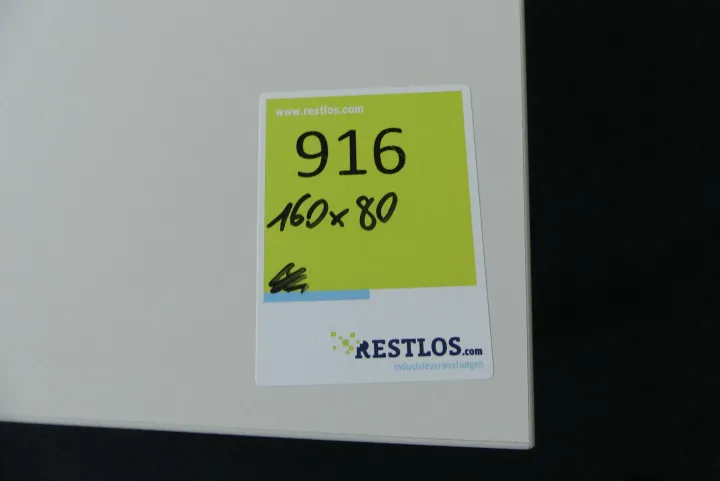 www.restlos.com
916
160x80
RESTLOS.com
industrieverwertungen